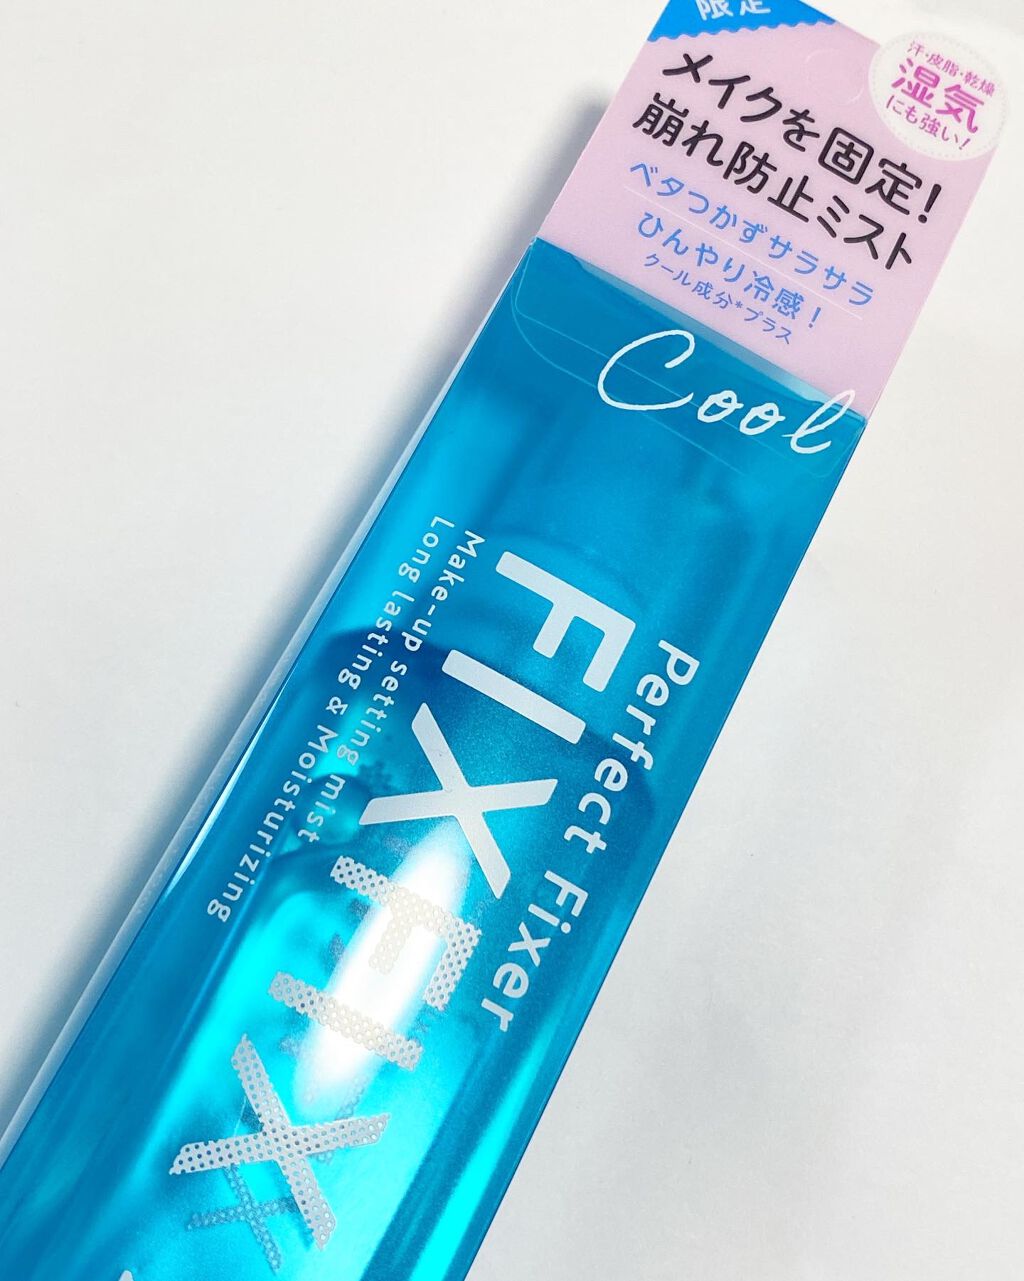 限定
汗・皮脂・乾燥
湿気
にも強い!
メイクを固定!
崩れ防止ミスト
ベタつかずサラサラ
ひんやり冷感!
クール成分*プラス
Cool
Perfect Fixer
FIX FIX
Make-up setting mist
Long lasting & Moisturizing